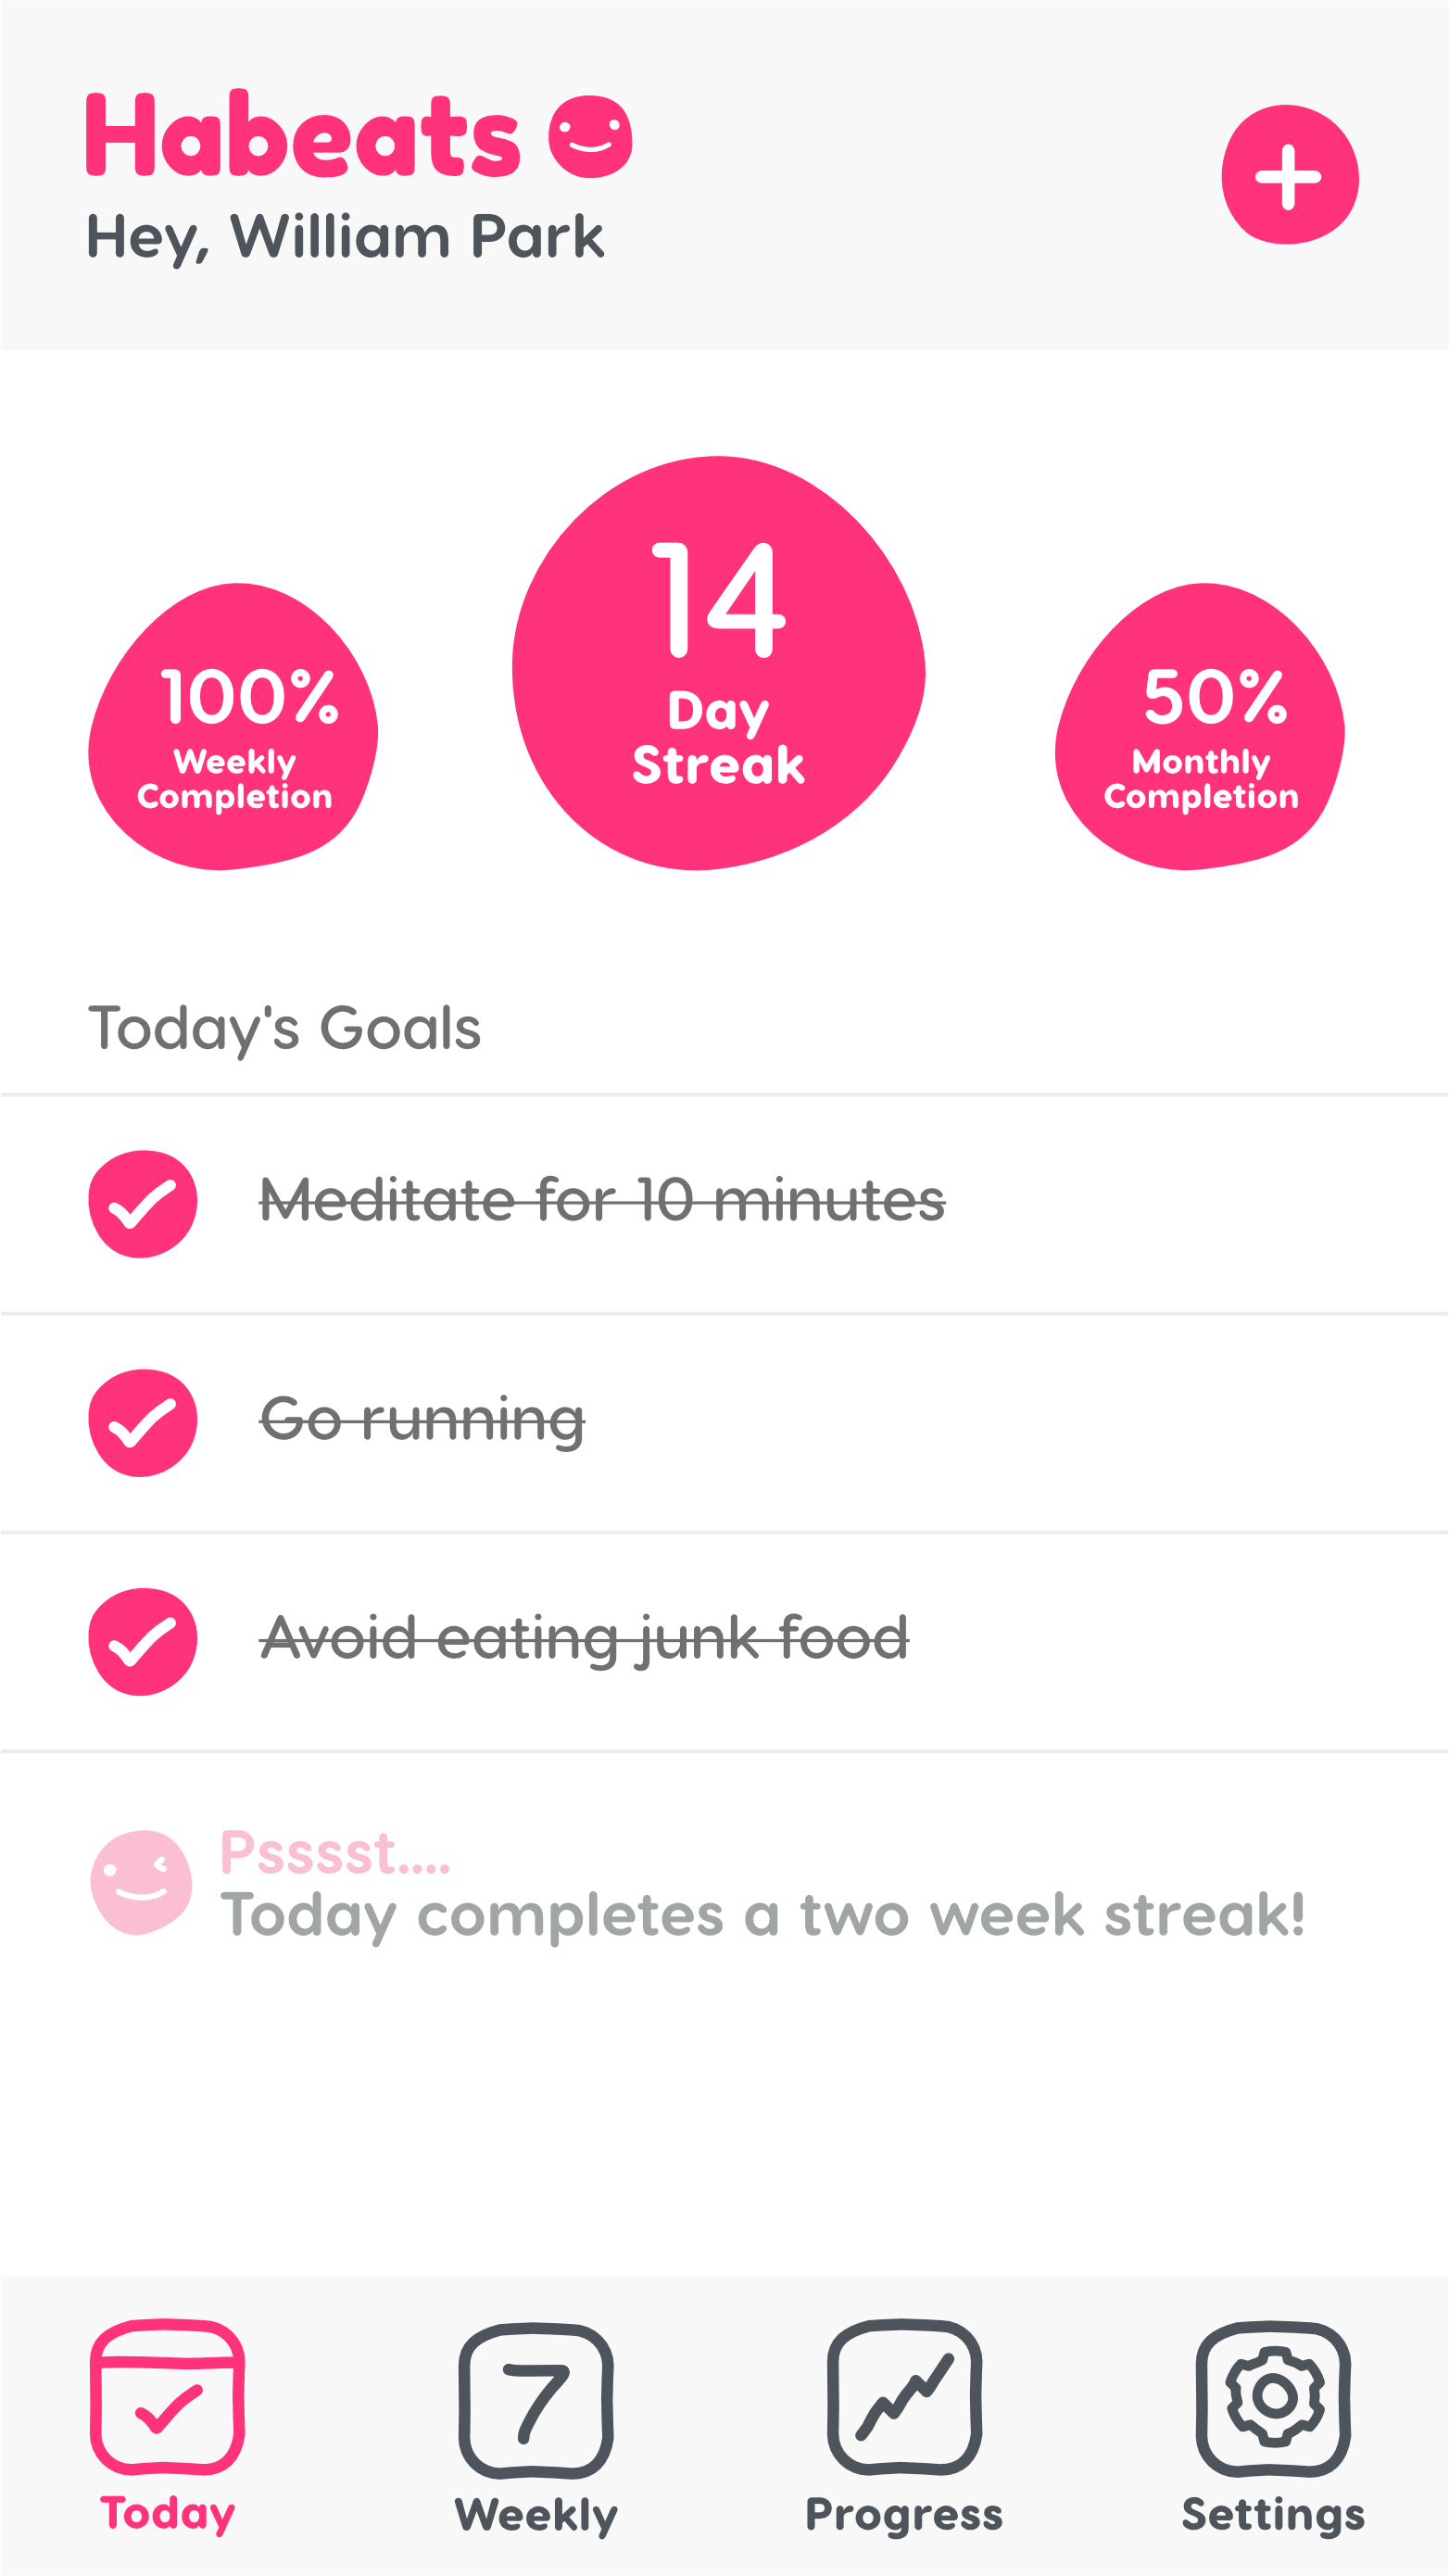 Habeats
Hey, William Park
14
Day
Streak
100%
Weekly
Completion
50%
Monthly
Completion
Today's Goals
Meditate for 10 minutes
Go running
Avoid eating junk food
Psssst....
Today completes a two week streak!
7
Today
Weekly
Progress
Settings